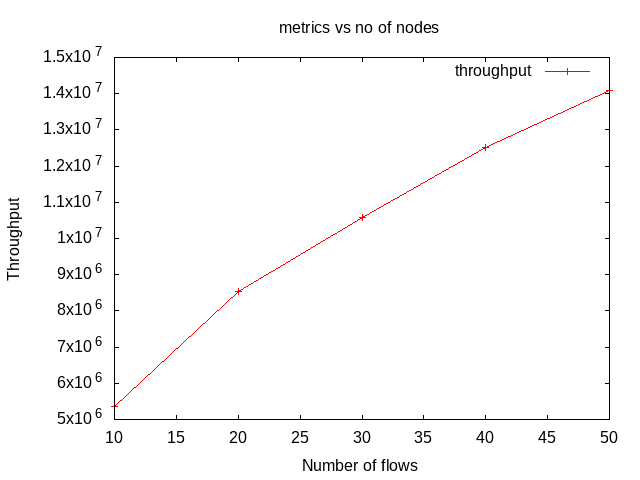 metrics vs no of nodes
1.5x10 7
1.4x10 7
1.3x10 7
1.2x10 7
1.1x10 7
1x10 7
9x10 6
8x10 6
7x10 6
6x10 6
5x10 6
throughput
Throughput
10 15 20 25 30 35 40 45 50
Number of flows